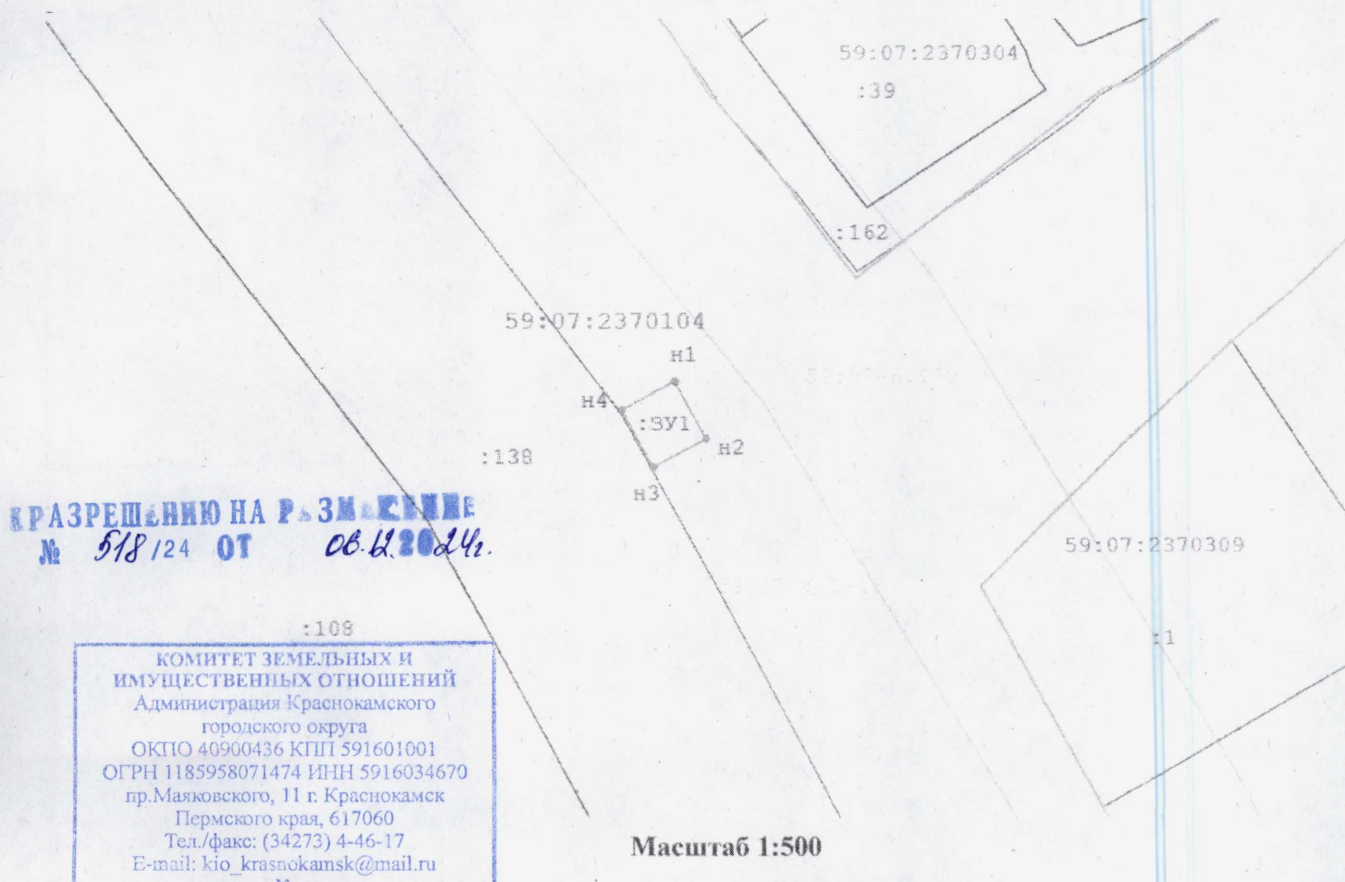 59:07:2370304
:39
:162
59:07:2370104
н1
н4
:ЗУ1
н2
:138
н3
К РАЗРЕШЕНИЮ НА РАЗМЕЩЕНИЕ
№ 518/24 ОТ 06.12.2024г.
59:07:2370309
:108
:1
КОМИТЕТ ЗЕМЕЛЬНЫХ И
ИМУЩЕСТВЕННЫХ ОТНОШЕНИЙ
Администрация Краснокамского
городского округа
ОКПО 40900436 КПП 591601001
ОГРН 1185958071474 ИНН 5916034670
пр.Маяковского, 11 г. Краснокамск
Пермского края, 617060
Тел./факс: (34273) 4-46-17
E-mail: kio_krasnokamsk@mail.ru
Масштаб 1:500